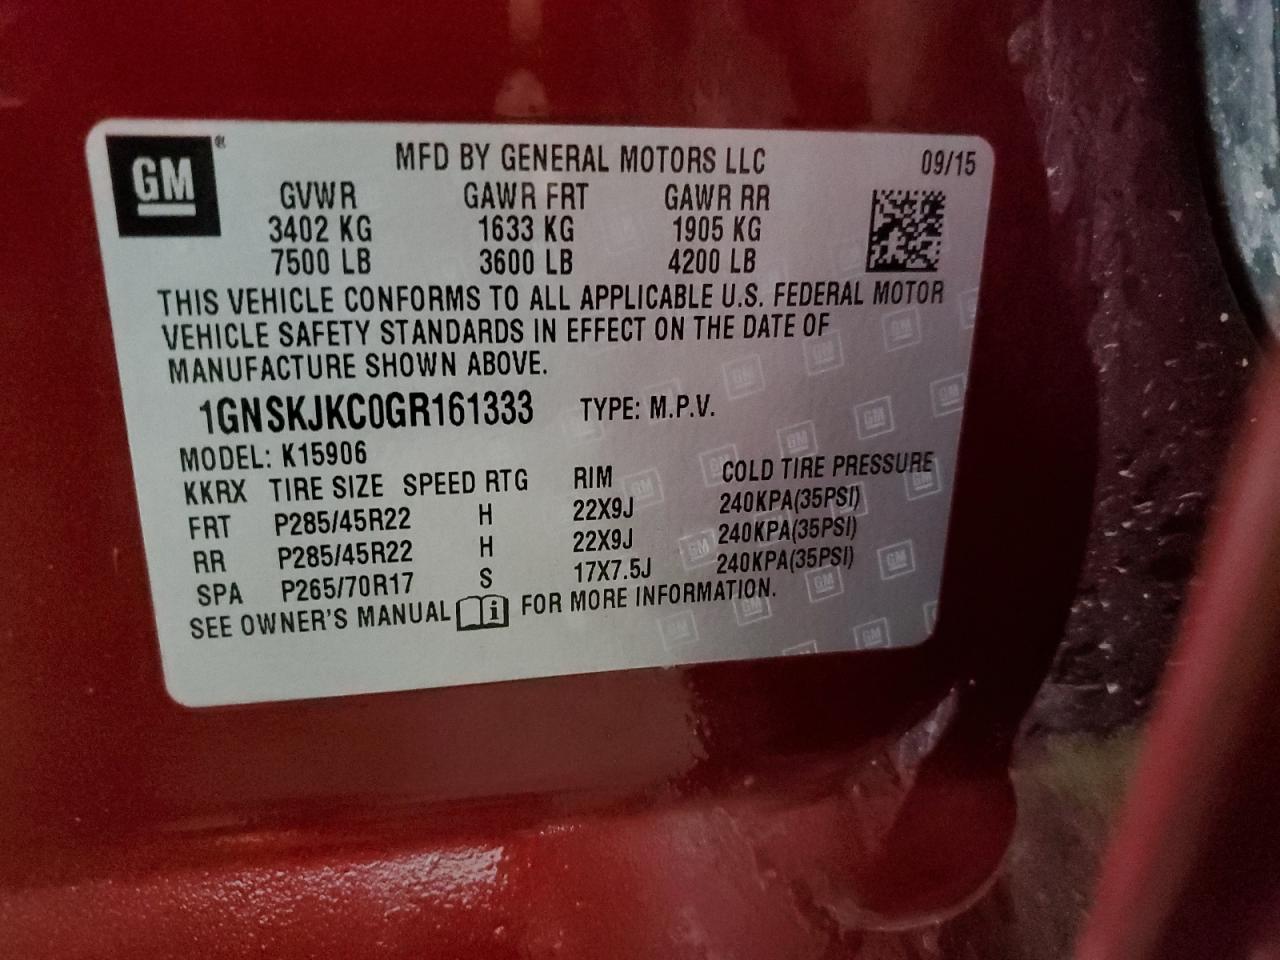 GM®
MFD BY GENERAL MOTORS LLC 09/15
GVWR GAWR FRT GAWR RR
3402 KG 1633 KG 1905 KG
7500 LB 3600 LB 4200 LB
THIS VEHICLE CONFORMS TO ALL APPLICABLE U.S. FEDERAL MOTOR
VEHICLE SAFETY STANDARDS IN EFFECT ON THE DATE OF
MANUFACTURE SHOWN ABOVE.
1GNSKJKC0GR161333 TYPE: M.P.V.
MODEL: K15906
KKRX TIRE SIZE SPEED RTG RIM COLD TIRE PRESSURE
FRT P285/45R22 H 22X9J 240KPA(35PSI)
RR P285/45R22 H 22X9J 240KPA(35PSI)
SPA P265/70R17 S 17X7.5J 240KPA(35PSI)
SEE OWNER'S MANUAL i FOR MORE INFORMATION.